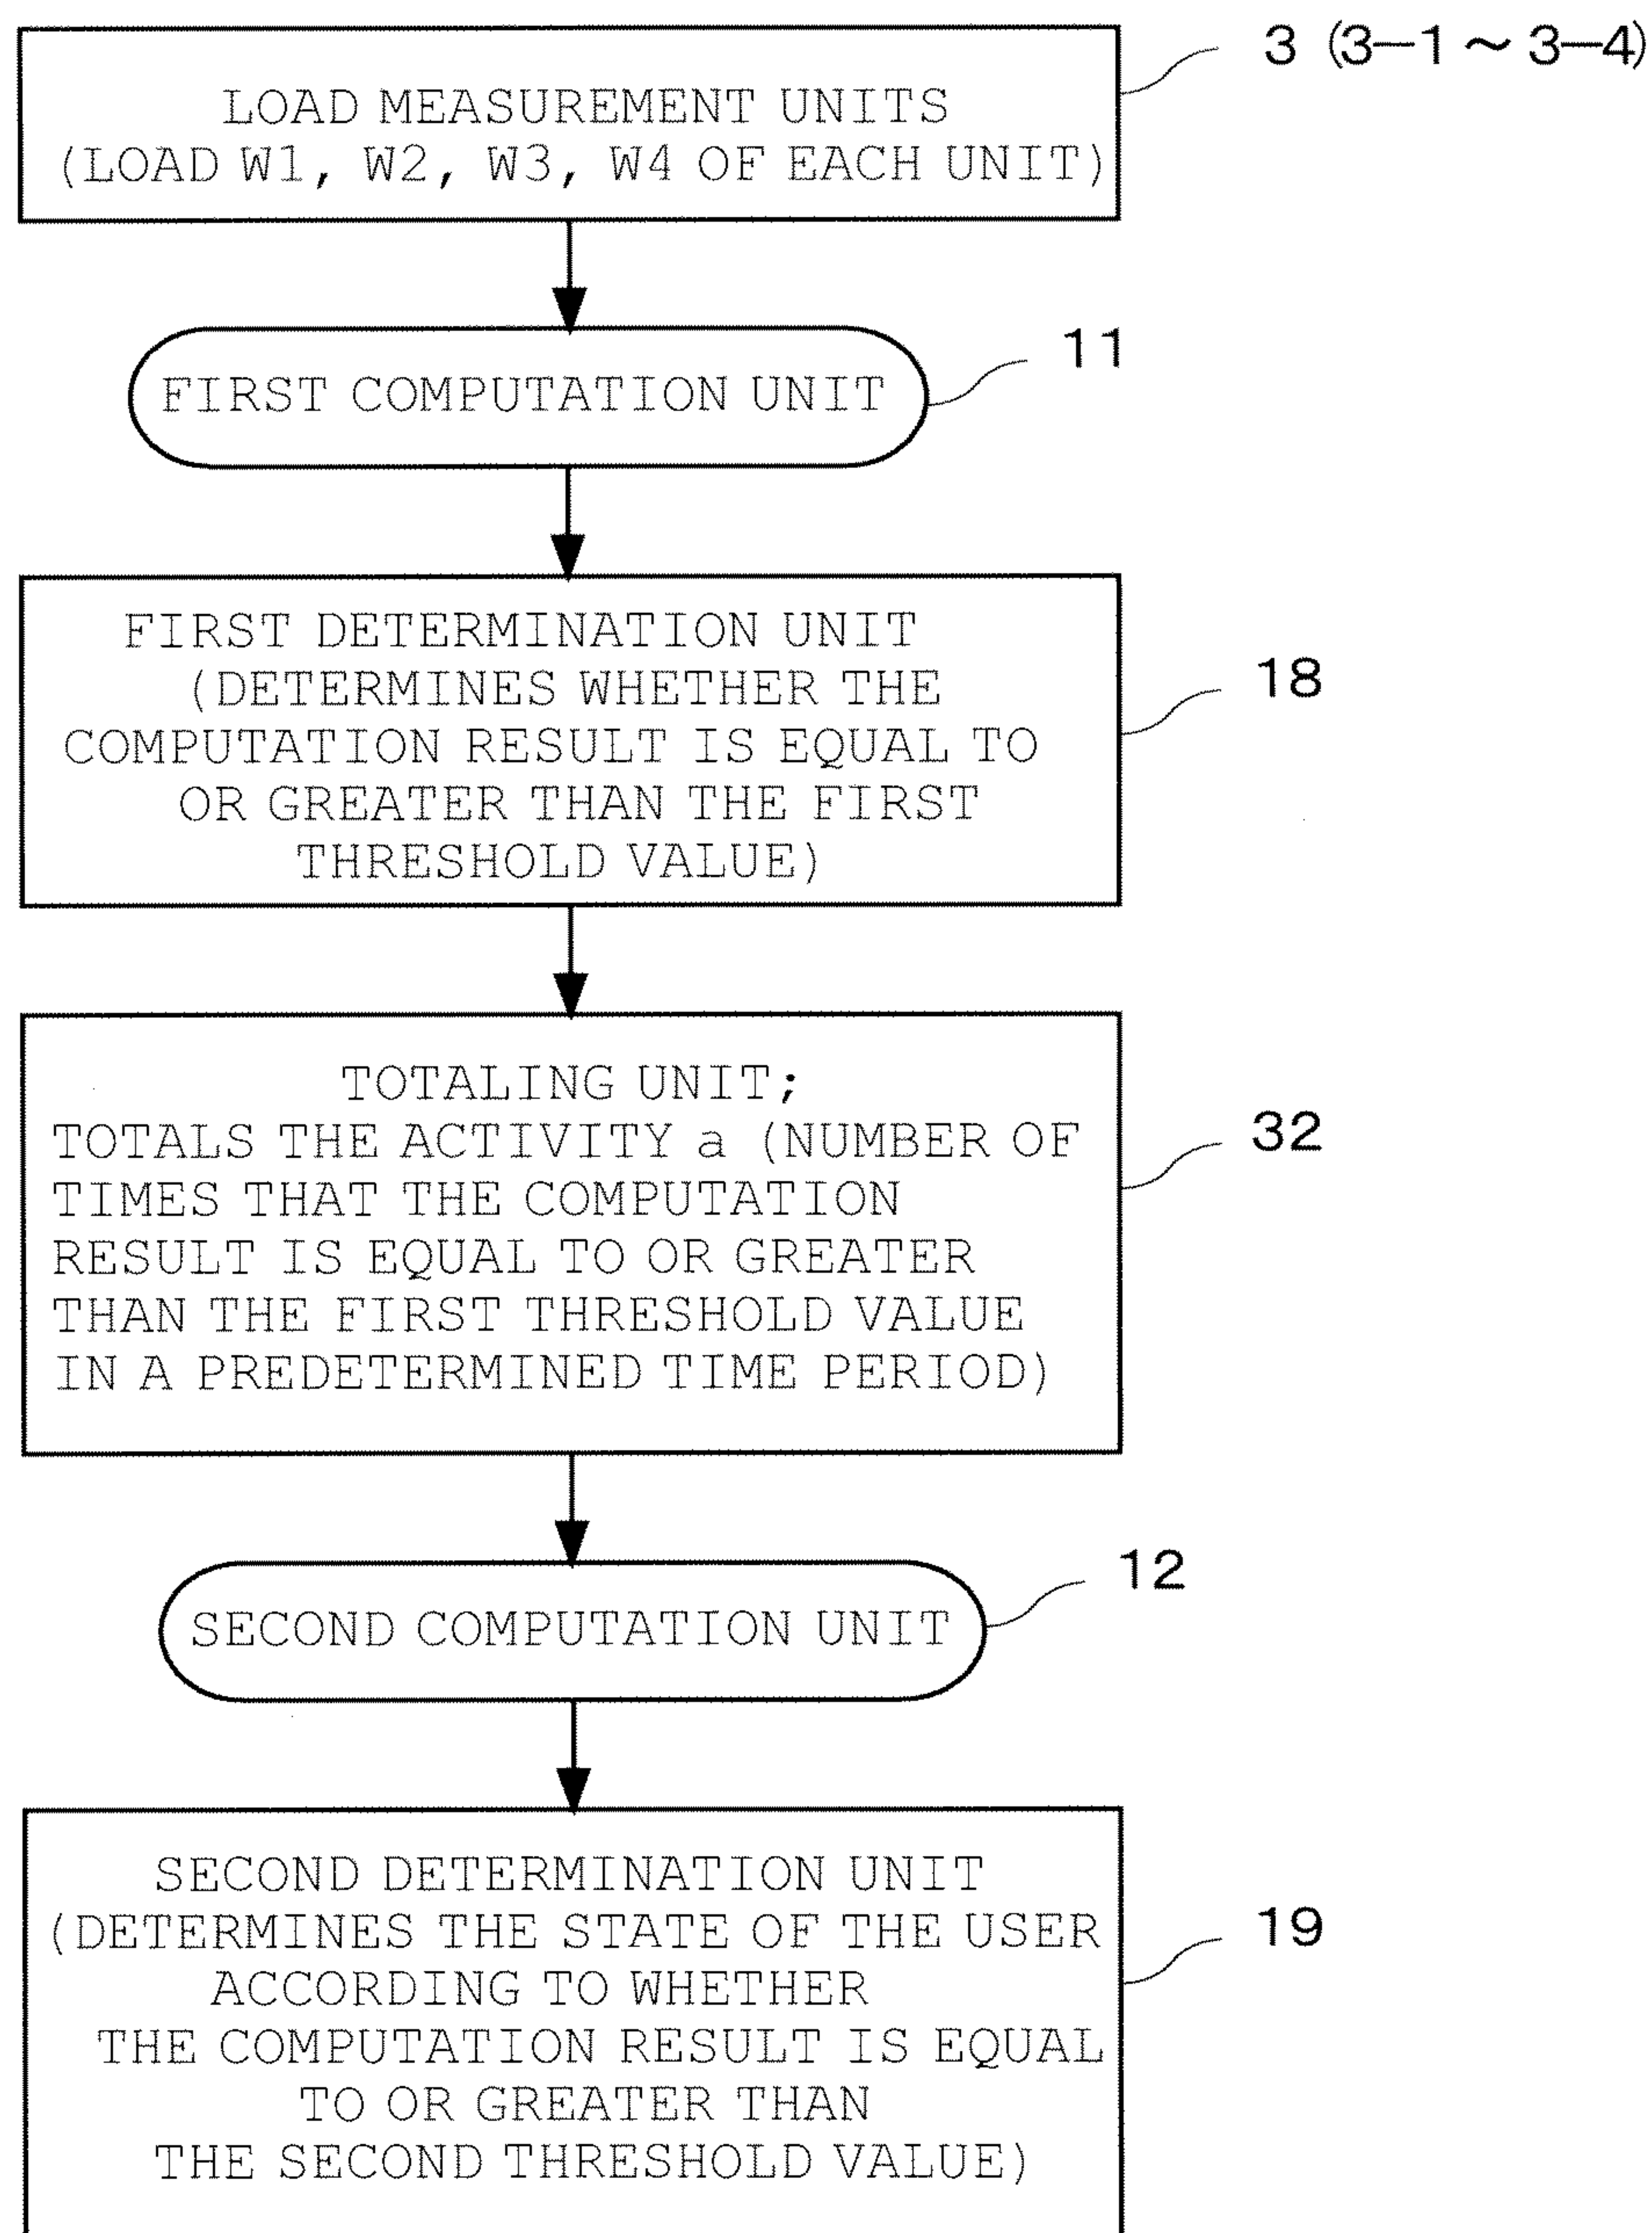 3 (3-1 ~ 3-4)
LOAD MEASUREMENT UNITS
(LOAD W1, W2, W3, W4 OF EACH UNIT)
11
FIRST COMPUTATION UNIT
FIRST DETERMINATION UNIT
(DETERMINES WHETHER THE
18
COMPUTATION RESULT IS EQUAL TO
OR GREATER THAN THE FIRST
THRESHOLD VALUE)
TOTALING UNIT;
32
TOTALS THE ACTIVITY a (NUMBER OF
TIMES THAT THE COMPUTATION
RESULT IS EQUAL TO OR GREATER
THAN THE FIRST THRESHOLD VALUE
IN A PREDETERMINED TIME PERIOD)
12
SECOND COMPUTATION UNIT
SECOND DETERMINATION UNIT
(DETERMINES THE STATE OF THE USER
19
ACCORDING TO WHETHER
THE COMPUTATION RESULT IS EQUAL
TO OR GREATER THAN
THE SECOND THRESHOLD VALUE)